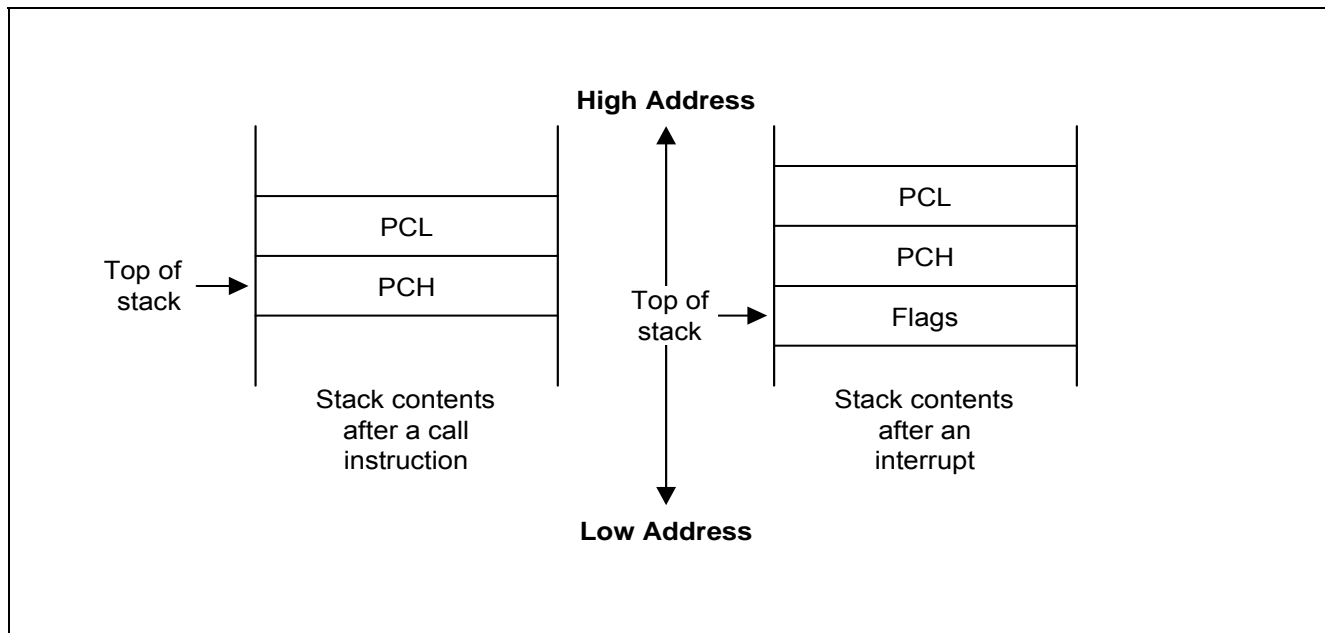 High Address
PCL
PCH
Top of
stack
Stack contents
after a call
instruction
Top of
stack
PCL
PCH
Flags
Stack contents
after an
interrupt
Low Address